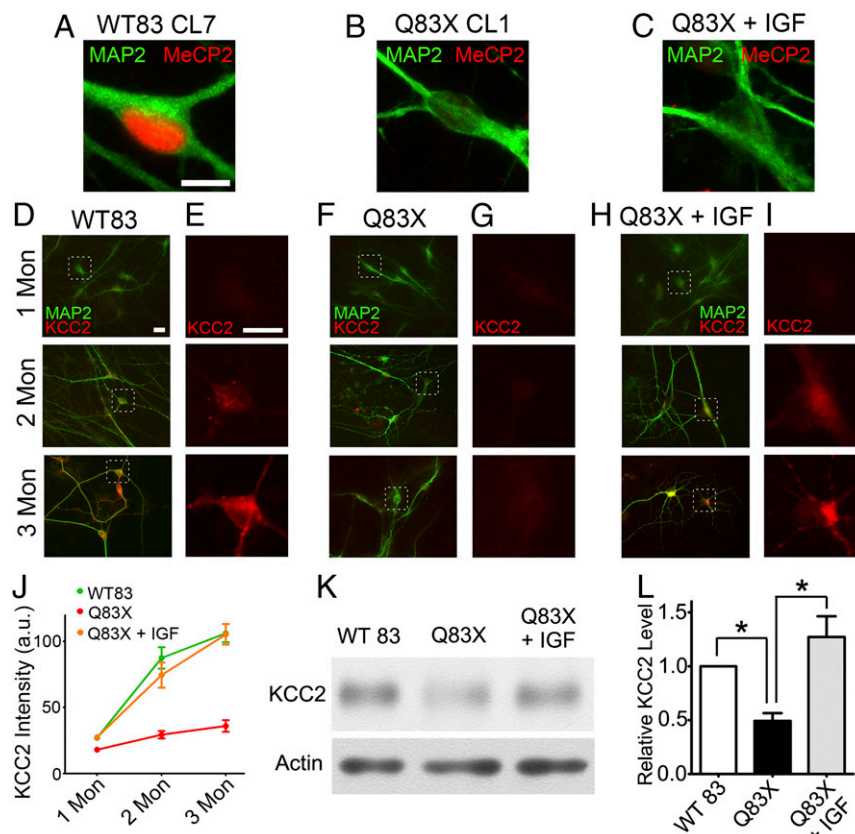 A WT83 CL7
MAP2 MeCP2
B Q83X CL1
MAP2 MeCP2
C Q83X + IGF
MAP2 MeCP2
D WT83 E
F Q83X G
H Q83X + IGF I
1 Mon
MAP2
KCC2
KCC2
MAP2
KCC2
KCC2
MAP2
KCC2
KCC2
2 Mon
3 Mon
J
WT83
Q83X
Q83X + IGF
KCC2 Intensity (a.u.)
100
50
0
1 Mon
2 Mon
3 Mon
K
WT 83
Q83X
Q83X
+ IGF
KCC2
Actin
L
Relative KCC2 Level
1.5
1.0
0.5
0.0
*
*
WT 83
Q83X
Q83X
+ IGF